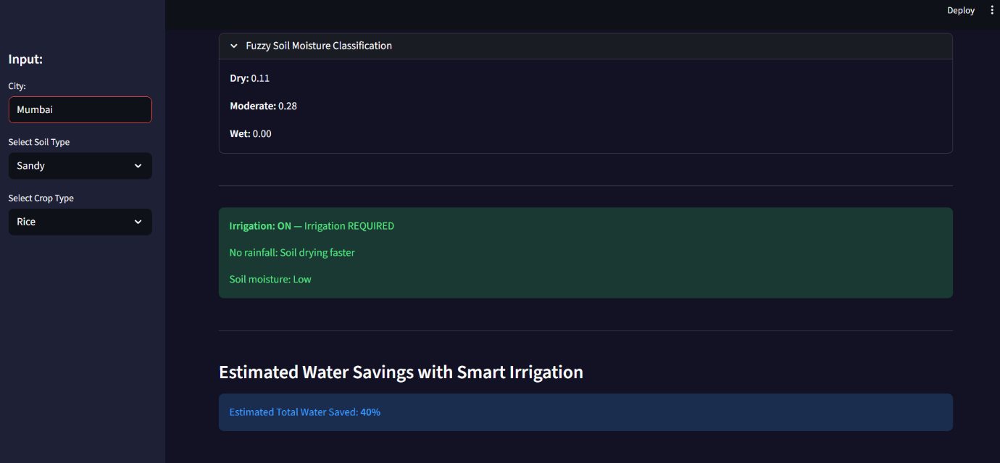 Deploy
Input:
City:
Mumbai
Select Soil Type
Sandy
Select Crop Type
Rice
Fuzzy Soil Moisture Classification
Dry: 0.11
Moderate: 0.28
Wet: 0.00
Irrigation: ON — Irrigation REQUIRED
No rainfall: Soil drying faster
Soil moisture: Low
Estimated Water Savings with Smart Irrigation
Estimated Total Water Saved: 40%